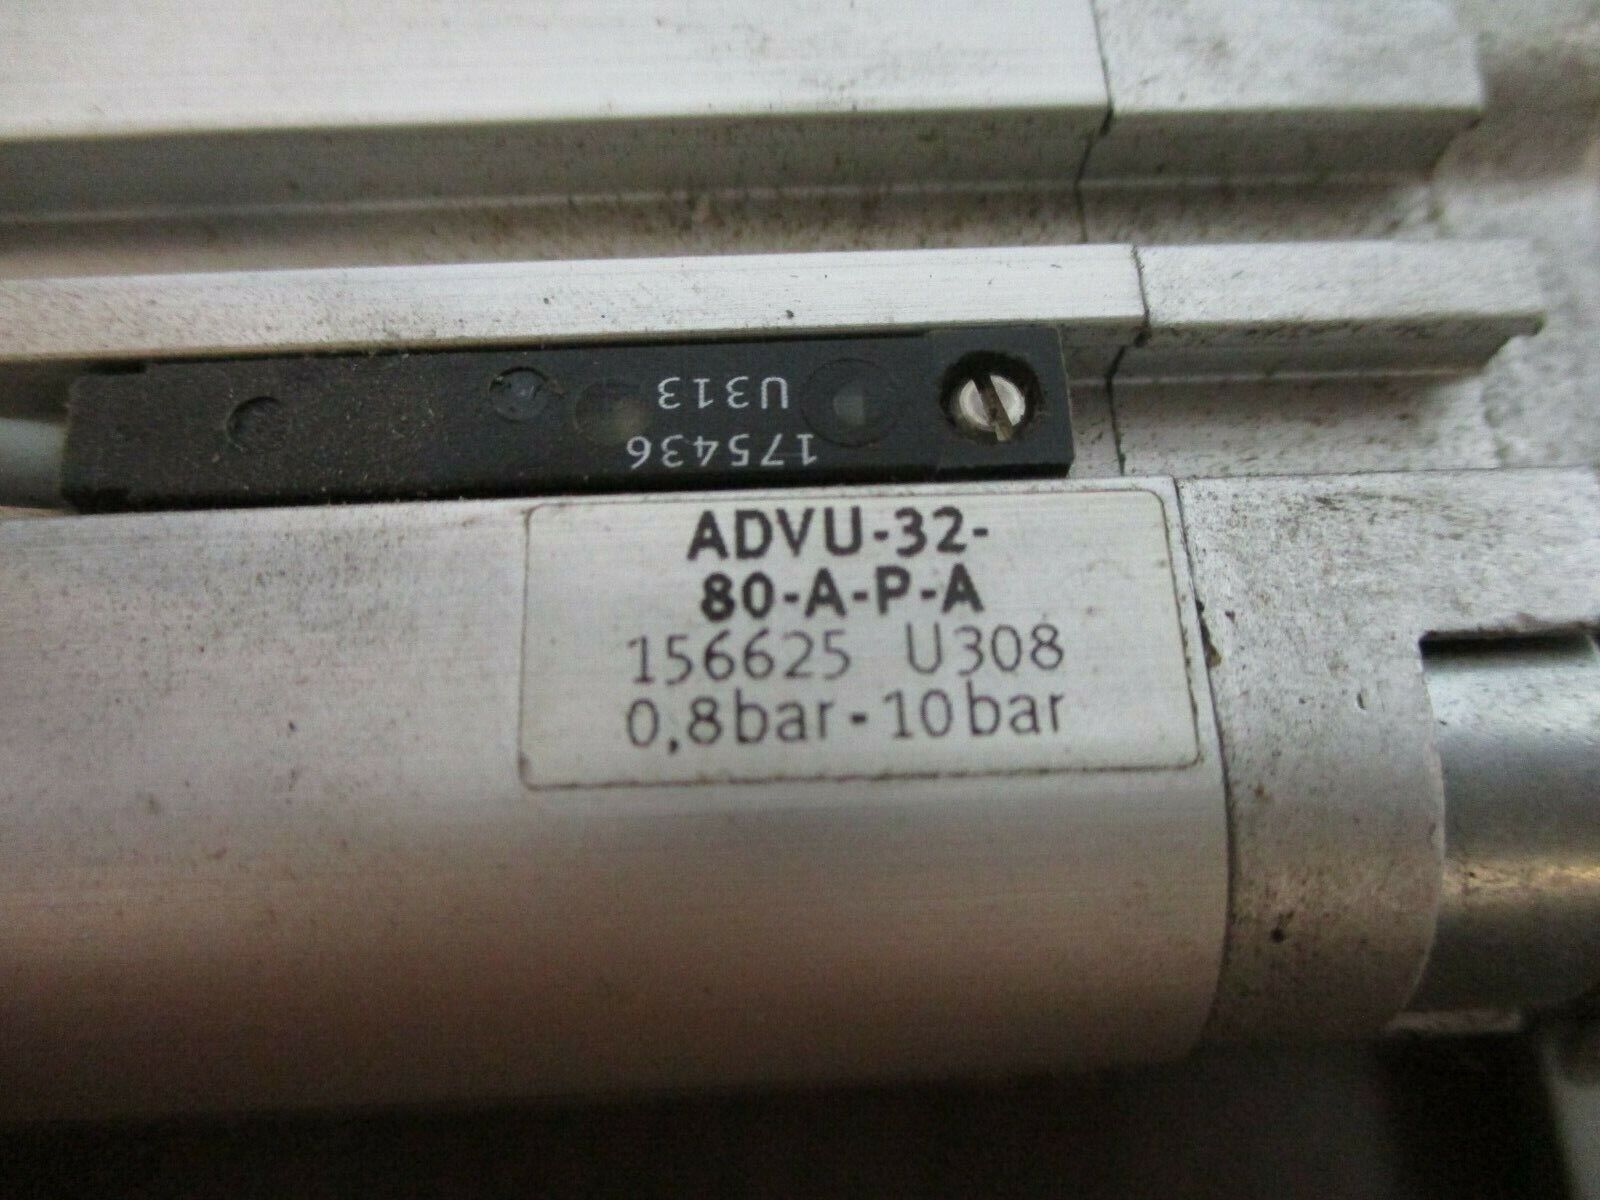 175436
U313
ADVU-32-
80-A-P-A
156625 U308
0,8bar-10bar